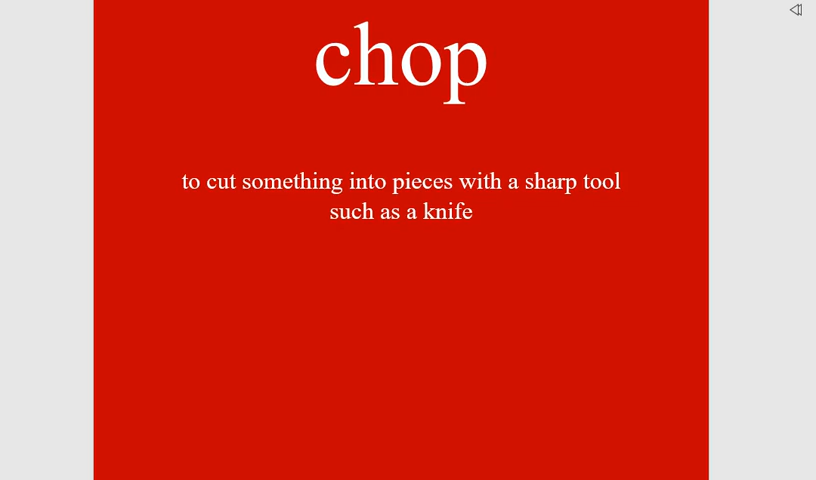 chop
to cut something into pieces with a sharp tool
such as a knife